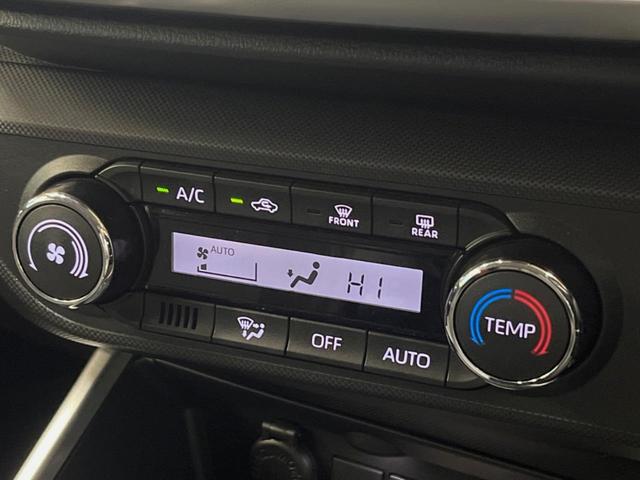 A/C
FRONT
REAR
AUTO
HI
TEMP
OFF
AUTO